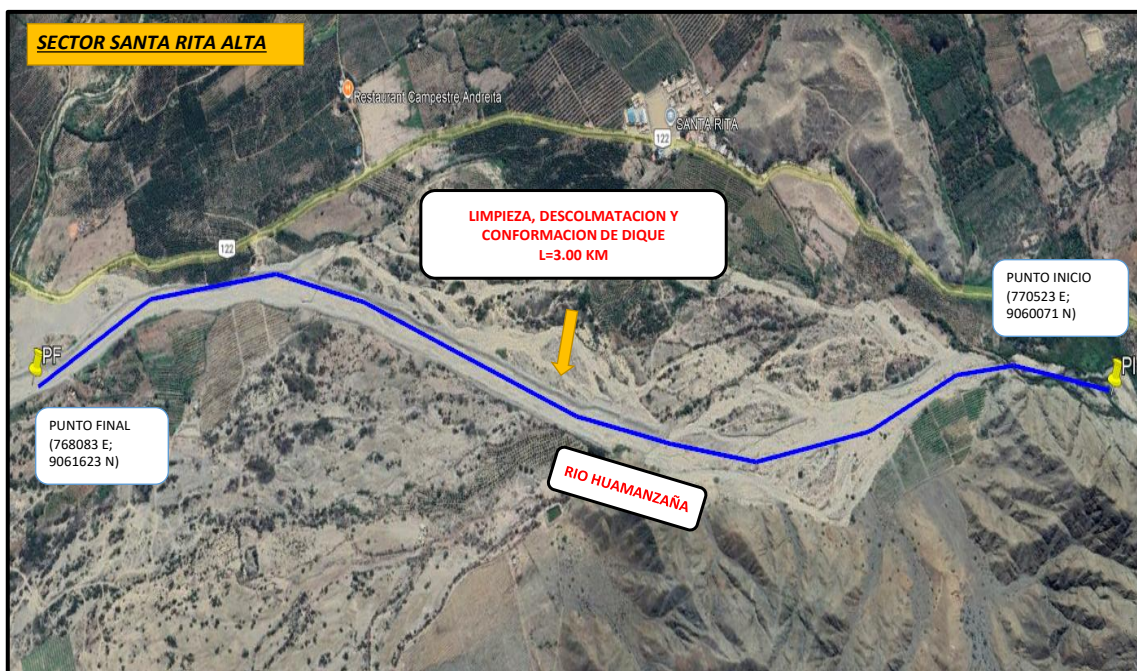 SECTOR SANTA RITA ALTA
Restaurant Campestre Andreita
SANTA RITA
122
LIMPIEZA, DESCOLMATACION Y
CONFORMACION DE DIQUE
L=3.00 KM
122
PUNTO INICIO
(770523 E;
9060071 N)
PF
PI
PUNTO FINAL
(768083 E;
9061623 N)
RIO HUAMANZAÑA